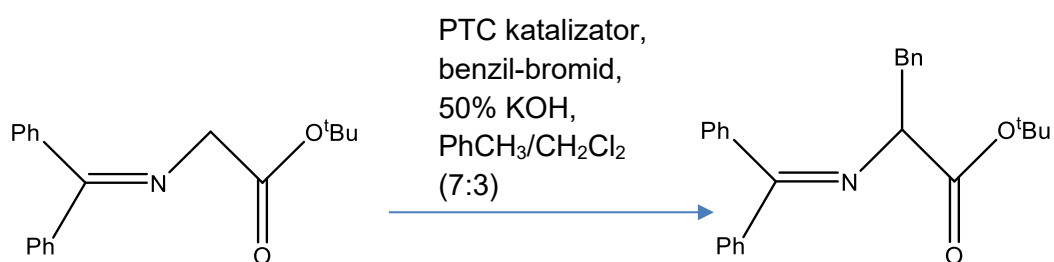 PTC katalizator,
benzil-bromid,
50% KOH,
PhCH₃/CH₂Cl₂
(7:3)
Ph
Ph
N
O
OᵗBu
Bn
Ph
Ph
N
O
OᵗBu